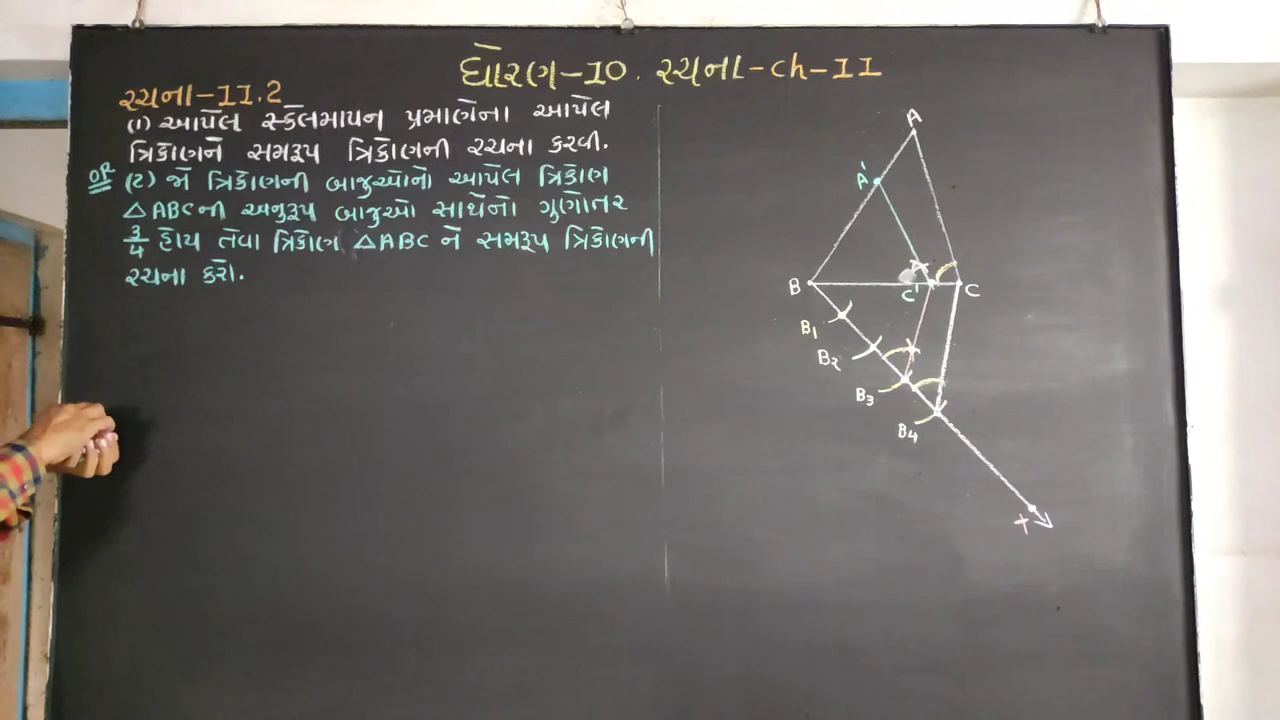 ધોરણ-10. રચના-ch-11
રચના-11.2
(1) આપેલ સ્કેલમાપન પ્રમાણેના આપેલ
ત્રિકોણને સમરૂપ ત્રિકોણની રચના કરવી.
OR (2) જો ત્રિકોણની બાજુઓનો આપેલ ત્રિકોણ
△ABCની અનુરૂપ બાજુઓ સાથેનો ગુણોતર
3/4 હોય તેવા ત્રિકોણ △ABC ને સમરૂપ ત્રિકોણની
રચના કરો.
A
A'
B
C'
C
B1
B2
B3
B4
X